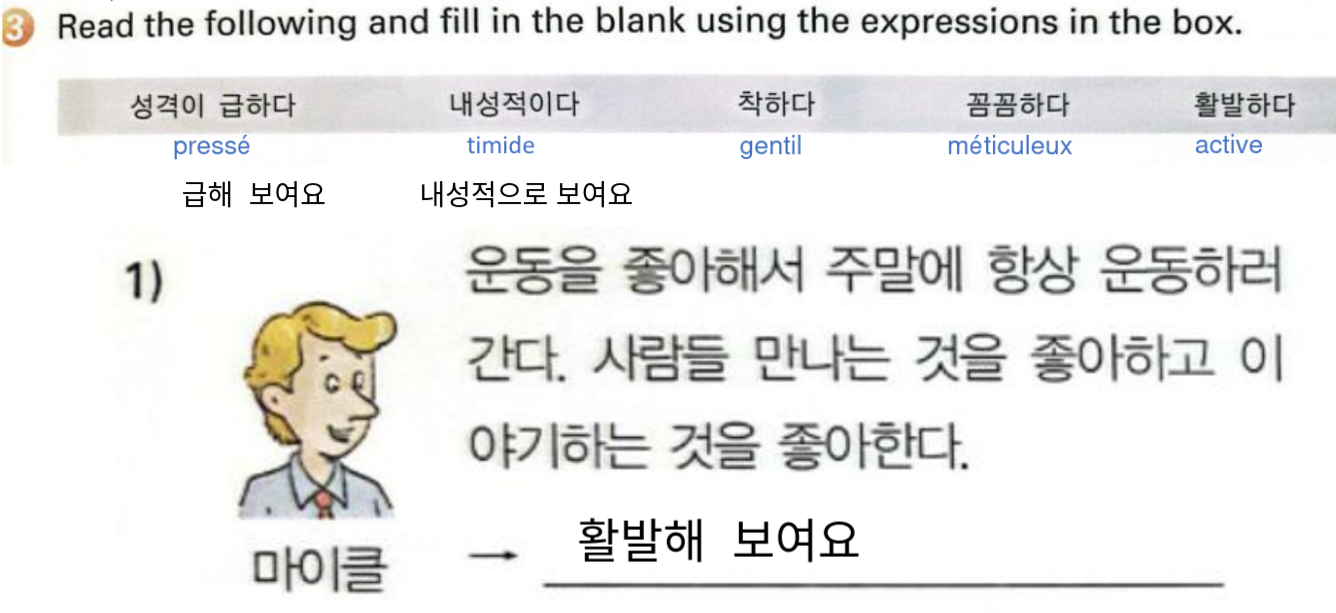 3 Read the following and fill in the blank using the expressions in the box.
성격이 급하다 내성적이다 착하다 꼼꼼하다 활발하다
pressé timide gentil méticuleux active
급해 보여요 내성적으로 보여요
1) 운동을 좋아해서 주말에 항상 운동하러
간다. 사람들 만나는 것을 좋아하고 이
야기하는 것을 좋아한다.
마이클 → 활발해 보여요